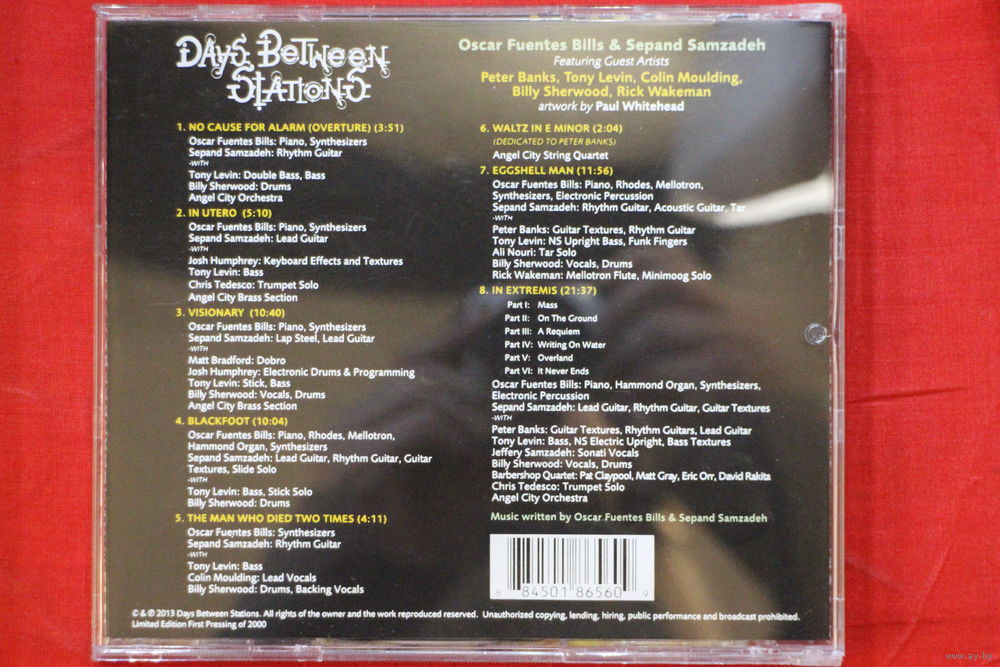 DAYS BETWEEN
STATIONS
Oscar Fuentes Bills & Sepand Samzadeh
Featuring Guest Artists
Peter Banks, Tony Levin, Colin Moulding,
Billy Sherwood, Rick Wakeman
artwork by Paul Whitehead
1. NO CAUSE FOR ALARM (OVERTURE) (3:51)
Oscar Fuentes Bills: Piano, Synthesizers
Sepand Samzadeh: Rhythm Guitar
-WITH
Tony Levin: Double Bass, Bass
Billy Sherwood: Drums
Angel City Orchestra
2. IN UTERO (5:10)
Oscar Fuentes Bills: Piano, Synthesizers
Sepand Samzadeh: Lead Guitar
-WITH
Josh Humphrey: Keyboard Effects and Textures
Tony Levin: Bass
Chris Tedesco: Trumpet Solo
Angel City Brass Section
3. VISIONARY (10:40)
Oscar Fuentes Bills: Piano, Synthesizers
Sepand Samzadeh: Lap Steel, Lead Guitar
-WITH
Matt Bradford: Dobro
Josh Humphrey: Electronic Drums & Programming
Tony Levin: Stick, Bass
Billy Sherwood: Vocals, Drums
Angel City Brass Section
4. BLACKFOOT (10:04)
Oscar Fuentes Bills: Piano, Rhodes, Mellotron,
Hammond Organ, Synthesizers
Sepand Samzadeh: Lead Guitar, Rhythm Guitar, Guitar
Textures, Slide Solo
-WITH
Tony Levin: Bass, Stick Solo
Billy Sherwood: Drums
5. THE MAN WHO DIED TWO TIMES (4:11)
Oscar Fuentes Bills: Synthesizers
Sepand Samzadeh: Rhythm Guitar
-WITH
Tony Levin: Bass
Colin Moulding: Lead Vocals
Billy Sherwood: Drums, Backing Vocals
6. WALTZ IN E MINOR (2:04)
(DEDICATED TO PETER BANKS)
Angel City String Quartet
7. EGGSHELL MAN (11:56)
Oscar Fuentes Bills: Piano, Rhodes, Mellotron,
Synthesizers, Electronic Percussion
Sepand Samzadeh: Rhythm Guitar, Acoustic Guitar, Tar
-WITH
Peter Banks: Guitar Textures, Rhythm Guitar
Tony Levin: NS Upright Bass, Funk Fingers
Ali Nouri: Tar Solo
Billy Sherwood: Vocals, Drums
Rick Wakeman: Mellotron Flute, Minimoog Solo
8. IN EXTREMIS (21:37)
Part I: Mass
Part II: On The Ground
Part III: A Requiem
Part IV: Writing On Water
Part V: Overland
Part VI: It Never Ends
Oscar Fuentes Bills: Piano, Hammond Organ, Synthesizers,
Electronic Percussion
Sepand Samzadeh: Lead Guitar, Rhythm Guitar, Guitar Textures
-WITH
Peter Banks: Guitar Textures, Rhythm Guitars, Lead Guitar
Tony Levin: Bass, NS Electric Upright, Bass Textures
Jeffery Samzadeh: Sonati Vocals
Billy Sherwood: Vocals, Drums
Barbershop Quartet: Pat Claypool, Matt Gray, Eric Orr, David Rakita
Chris Tedesco: Trumpet Solo
Angel City Orchestra
Music written by Oscar Fuentes Bills & Sepand Samzadeh
8 84501 86560 9
© & ℗ 2013 Days Between Stations. All rights of the owner and the work reproduced reserved. Unauthorized copying, lending, hiring, public performance and broadcast prohibited.
Limited Edition First Pressing of 2000
www.ay.by